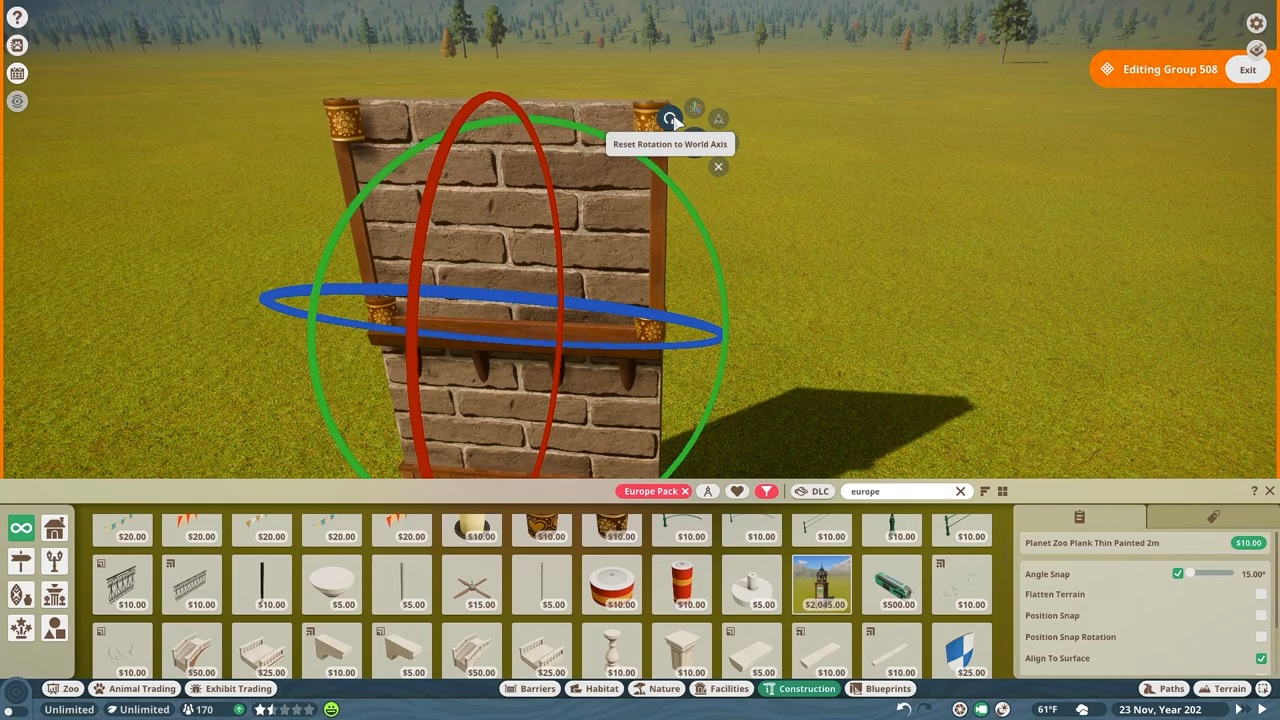 ?
Editing Group 508
Exit
Reset Rotation to World Axis
Europe Pack
DLC
europe
?
$20.00 $20.00 $20.00 $20.00 $20.00 $10.00 $10.00 $10.00 $10.00 $10.00 $10.00 $10.00 $10.00
Planet Zoo Plank Thin Painted 2m $10.00
Angle Snap 15.00°
$10.00 $10.00 $10.00 $5.00 $5.00 $15.00 $5.00 $10.00 $10.00 $5.00 $2,045.00 $500.00 $10.00
Flatten Terrain
Position Snap
Position Snap Rotation
Align To Surface
$10.00 $50.00 $25.00 $10.00 $5.00 $50.00 $25.00 $10.00 $10.00 $5.00 $10.00 $10.00 $25.00
Zoo Animal Trading Exhibit Trading Barriers Habitat Nature Facilities Construction Blueprints Paths Terrain
Unlimited Unlimited 170 61°F 23 Nov, Year 202